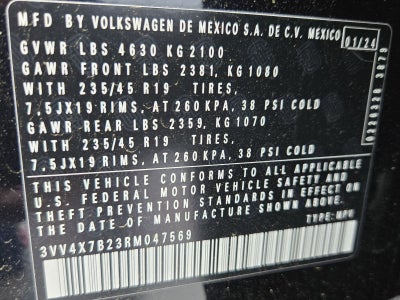 MFD BY VOLKSWAGEN DE MEXICO S.A. DE C.V. MEXICO 01/24
GVWR LBS 4630 KG 2100
GAWR FRONT LBS 2381, KG 1080
WITH 235/45 R19 TIRES,
7,5JX19 RIMS, AT 260 KPA, 38 PSI COLD
GAWR REAR LBS 2359, KG 1070
WITH 235/45 R19 TIRES,
7,5JX19 RIMS, AT 260 KPA, 38 PSI COLD
THIS VEHICLE CONFORMS TO ALL APPLICABLE
U.S. FEDERAL MOTOR VEHICLE SAFETY AND
THEFT PREVENTION STANDARDS IN EFFECT ON
THE DATE OF MANUFACTURE SHOWN ABOVE.
3VV4X7B23RM047569 TYPE: MPV